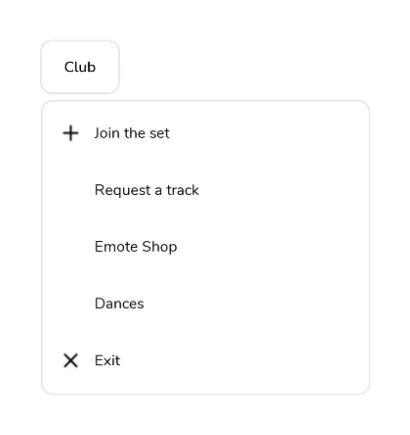 Club
Join the set
Request a track
Emote Shop
Dances
Exit